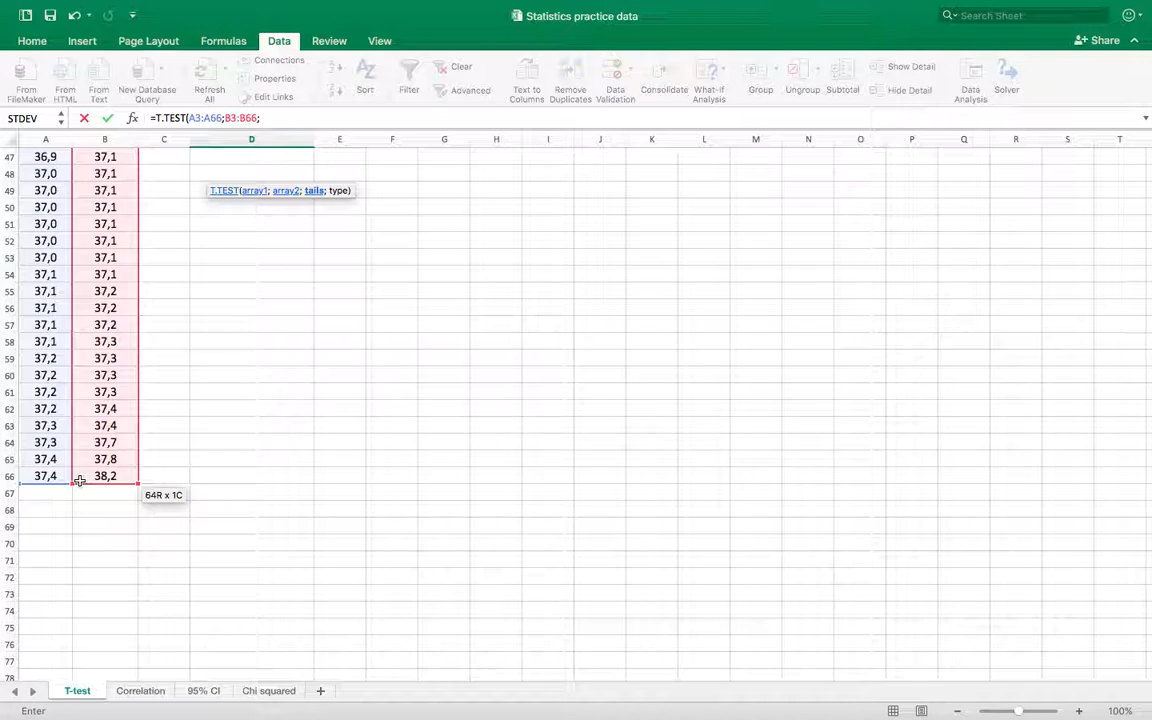 Statistics practice data
Search Sheet
Home Insert Page Layout Formulas Data Review View
Share
From FileMaker
From HTML
From Text
New Database Query
Refresh All
Connections
Properties
Edit Links
Sort
Filter
Clear
Advanced
Text to Columns
Remove Duplicates
Data Validation
Consolidate
What-If Analysis
Group
Ungroup
Subtotal
Show Detail
Hide Detail
Data Analysis
Solver
STDEV fx =T.TEST(A3:A66;B3:B66;
A B C D E F G H I J K L M N O P Q R S T
47 36,9 37,1
48 37,0 37,1
49 37,0 37,1 T.TEST(array1; array2; tails; type)
50 37,0 37,1
51 37,0 37,1
52 37,0 37,1
53 37,0 37,1
54 37,1 37,1
55 37,1 37,2
56 37,1 37,2
57 37,1 37,2
58 37,1 37,3
59 37,2 37,3
60 37,2 37,3
61 37,2 37,3
62 37,2 37,4
63 37,3 37,4
64 37,3 37,7
65 37,4 37,8
66 37,4 38,2
67 64R x 1C
68
69
70
71
72
73
74
75
76
77
78
T-test Correlation 95% CI Chi squared
Enter 100%